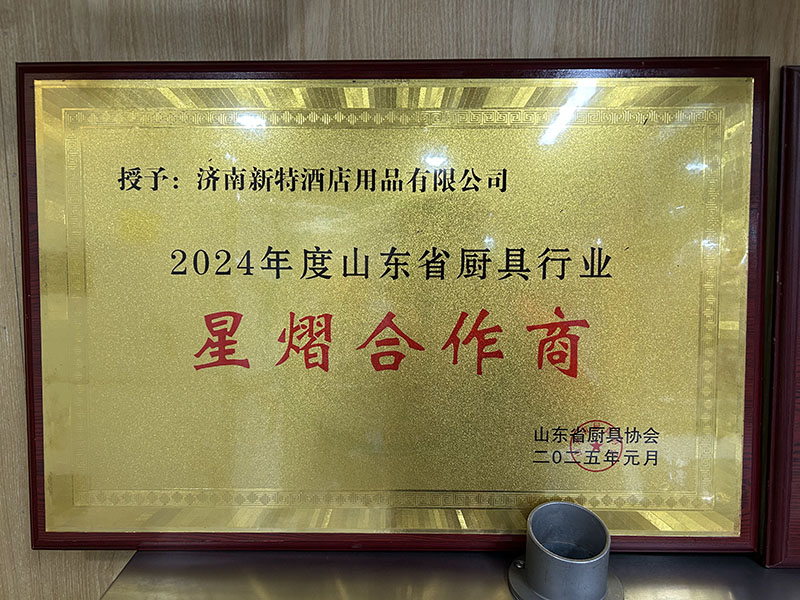 授予：济南新特酒店用品有限公司
2024年度山东省厨具行业
星熠合作商
山东省厨具协会
二〇二五年元月